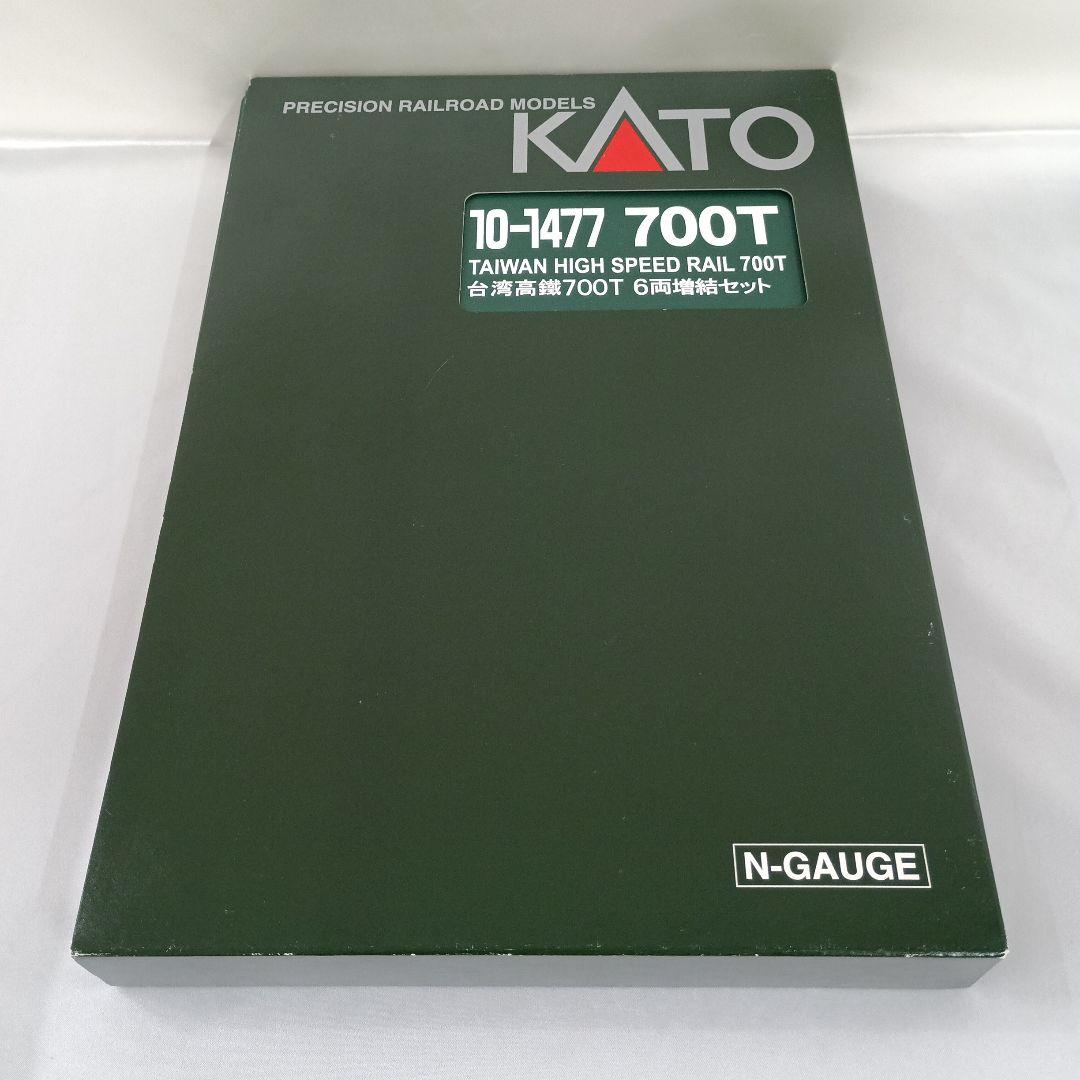 PRECISION RAILROAD MODELS
KATO
10-1477 700T
TAIWAN HIGH SPEED RAIL 700T
台湾高鐵700T 6両増結セット
N-GAUGE